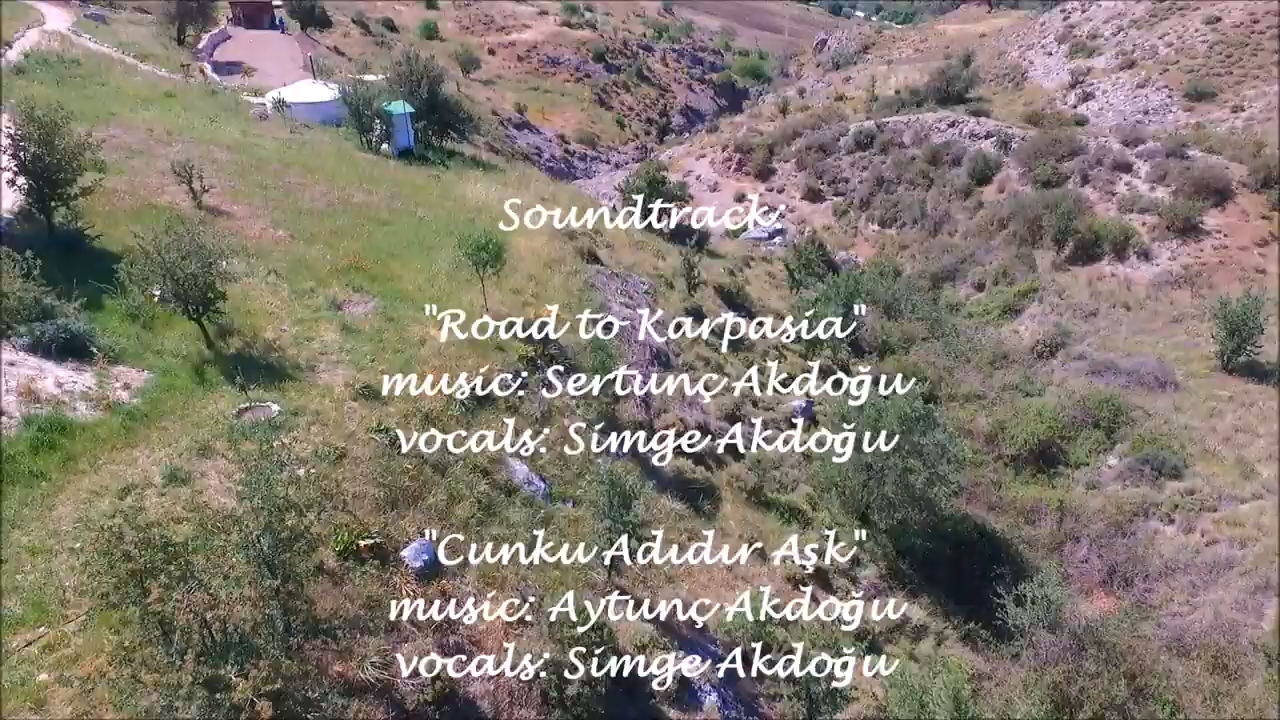 Soundtrack:
"Road to Karpasia"
music: Sertunç Akdoğu
vocals: Simge Akdoğu
"Cunku Adıdır Aşk"
music: Aytunç Akdoğu
vocals: Simge Akdoğu